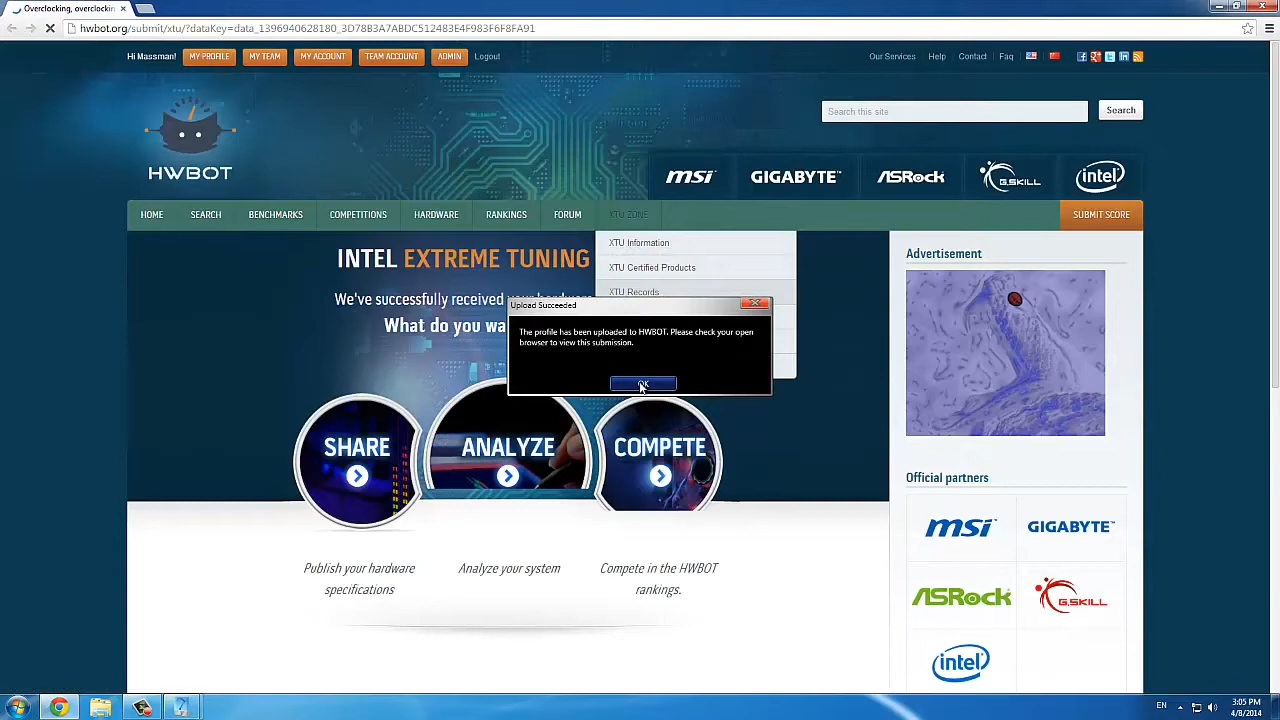 Overclocking, overclockin
hwbot.org/submit/xtu/?dataKey=data_1396940628180_3D78B3A7ABDC512483E4F983F6F8FA91
Hi Massman! MY PROFILE MY TEAM MY ACCOUNT TEAM ACCOUNT ADMIN Logout
Our Services Help Contact Faq
Search this site Search
HWBOT
msi GIGABYTE™ ASRock G.SKILL intel
HOME SEARCH BENCHMARKS COMPETITIONS HARDWARE RANKINGS FORUM XTU ZONE SUBMIT SCORE
XTU Information
XTU Certified Products
XTU Records
INTEL EXTREME TUNING
We've successfully received
What do you wa
Upload Succeeded
The profile has been uploaded to HWBOT. Please check your open
browser to view this submission.
OK
SHARE ANALYZE COMPETE
Publish your hardware
specifications
Analyze your system
Compete in the HWBOT
rankings.
Advertisement
Official partners
msi GIGABYTE™
ASRock G.SKILL
intel
EN
3:05 PM
4/8/2014